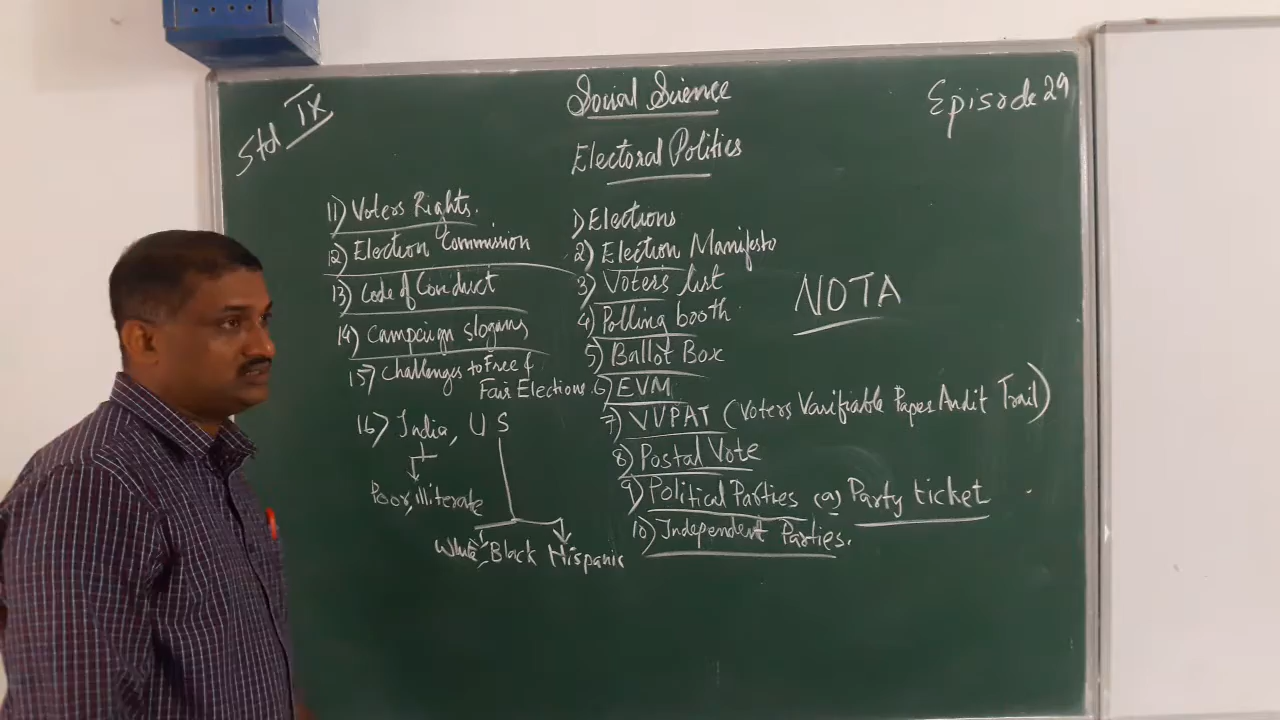 Std IX
Social Science
Episode 29
Electoral Politics
11) Voters Rights.
12) Election Commission
13) Code of Conduct
14) Campaign slogans
15) Challenges to Free &
Fair Elections.
16) India, U S
Poor, illiterate
White, Black Hispanic
1) Elections
2) Election Manifesto
3) Voters list
4) Polling booth.
5) Ballot Box
6) EVM
7) VVPAT (Voters Varifiable Paper Audit Trail)
8) Postal Vote
9) Political Parties (a) Party ticket
10) Independent Parties.
NOTA